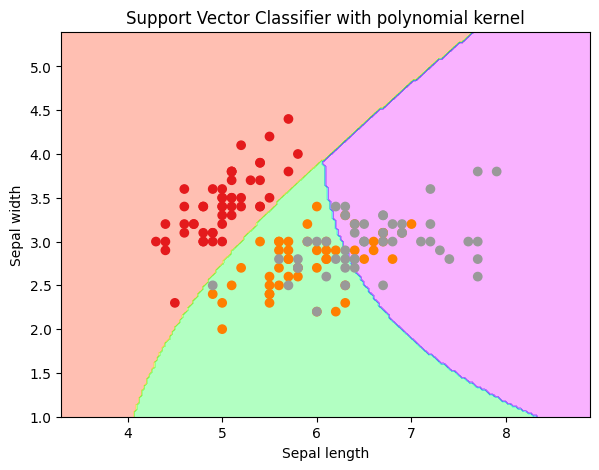 Support Vector Classifier with polynomial kernel
5.0
4.5
4.0
3.5
3.0
2.5
2.0
1.5
1.0
Sepal width
4 5 6 7 8
Sepal length